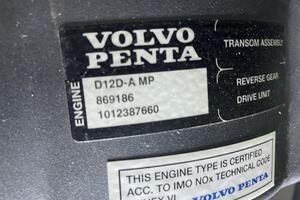 VOLVO
PENTA
TRANSOM ASSEMBLY
ENGINE
D12D-A MP
869186
1012387660
REVERSE GEAR
DRIVE UNIT
THIS ENGINE TYPE IS CERTIFIED
ACC. TO IMO NOx TECHNICAL CODE
VI
VOLVO PENTA